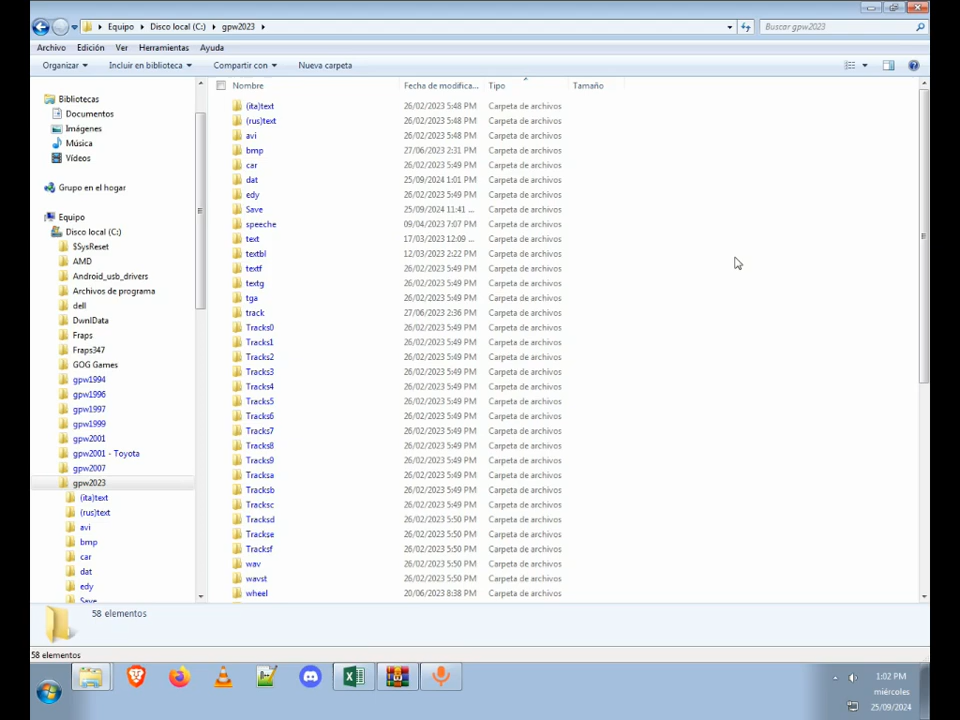 Equipo Disco local (C:) gpw2023
Buscar gpw2023
Archivo Edición Ver Herramientas Ayuda
Organizar Incluir en biblioteca Compartir con Nueva carpeta
Bibliotecas
Documentos
Imágenes
Música
Vídeos
Grupo en el hogar
Equipo
Disco local (C:)
$SysReset
AMD
Android_usb_drivers
Archivos de programa
dell
DwnlData
Fraps
Fraps347
GOG Games
gpw1994
gpw1996
gpw1997
gpw1999
gpw2001
gpw2001 - Toyota
gpw2007
gpw2023
(ita)text
(rus)text
avi
bmp
car
dat
edy
Save
Nombre Fecha de modifica... Tipo Tamaño
(ita)text 26/02/2023 5:48 PM Carpeta de archivos
(rus)text 26/02/2023 5:48 PM Carpeta de archivos
avi 26/02/2023 5:48 PM Carpeta de archivos
bmp 27/06/2023 2:31 PM Carpeta de archivos
car 26/02/2023 5:49 PM Carpeta de archivos
dat 25/09/2024 1:01 PM Carpeta de archivos
edy 26/02/2023 5:49 PM Carpeta de archivos
Save 25/09/2024 11:41 ... Carpeta de archivos
speeche 09/04/2023 7:07 PM Carpeta de archivos
text 17/03/2023 12:09 ... Carpeta de archivos
textbl 12/03/2023 2:22 PM Carpeta de archivos
textf 26/02/2023 5:49 PM Carpeta de archivos
textg 26/02/2023 5:49 PM Carpeta de archivos
tga 26/02/2023 5:49 PM Carpeta de archivos
track 27/06/2023 2:36 PM Carpeta de archivos
Tracks0 26/02/2023 5:49 PM Carpeta de archivos
Tracks1 26/02/2023 5:49 PM Carpeta de archivos
Tracks2 26/02/2023 5:49 PM Carpeta de archivos
Tracks3 26/02/2023 5:49 PM Carpeta de archivos
Tracks4 26/02/2023 5:49 PM Carpeta de archivos
Tracks5 26/02/2023 5:49 PM Carpeta de archivos
Tracks6 26/02/2023 5:49 PM Carpeta de archivos
Tracks7 26/02/2023 5:49 PM Carpeta de archivos
Tracks8 26/02/2023 5:49 PM Carpeta de archivos
Tracks9 26/02/2023 5:49 PM Carpeta de archivos
Tracksa 26/02/2023 5:49 PM Carpeta de archivos
Tracksb 26/02/2023 5:49 PM Carpeta de archivos
Tracksc 26/02/2023 5:49 PM Carpeta de archivos
Tracksd 26/02/2023 5:50 PM Carpeta de archivos
Trackse 26/02/2023 5:50 PM Carpeta de archivos
Tracksf 26/02/2023 5:50 PM Carpeta de archivos
wav 26/02/2023 5:50 PM Carpeta de archivos
wavst 26/02/2023 5:50 PM Carpeta de archivos
wheel 20/06/2023 8:38 PM Carpeta de archivos
58 elementos
58 elementos
1:02 PM
miércoles
25/09/2024